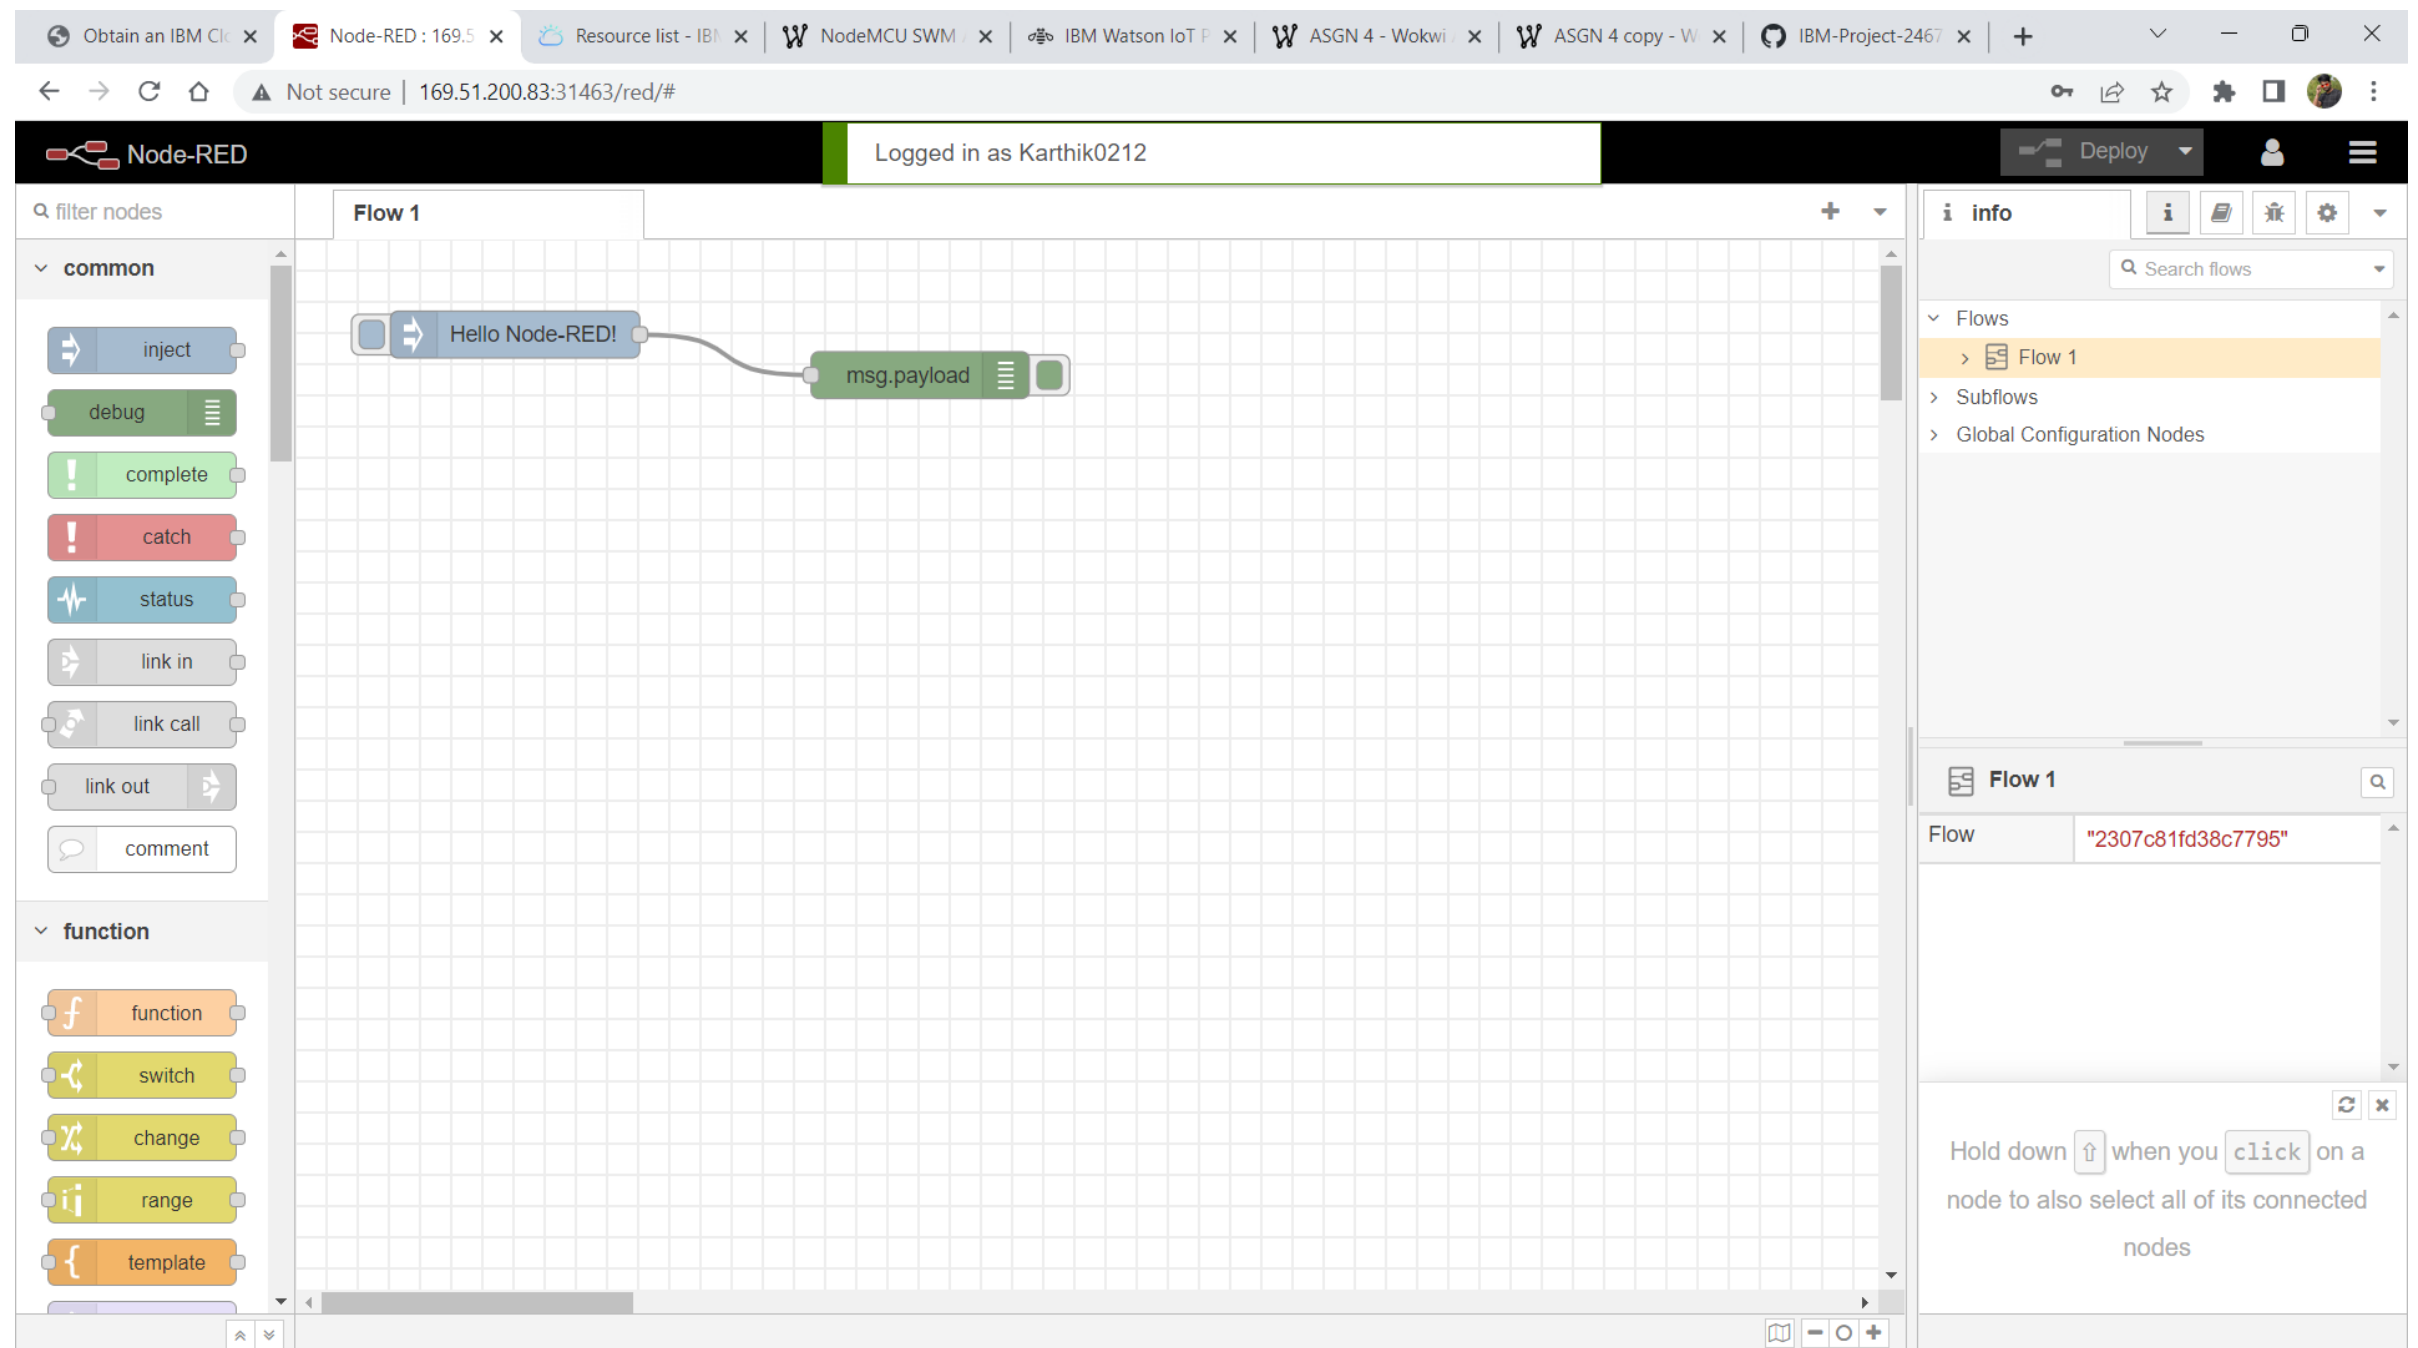 Obtain an IBM Clo
Node-RED : 169.5
Resource list - IBM
NodeMCU SWM
IBM Watson IoT P
ASGN 4 - Wokwi
ASGN 4 copy - W
IBM-Project-2467
Not secure | 169.51.200.83:31463/red/#
Node-RED
Logged in as Karthik0212
Deploy
filter nodes
Flow 1
i info
Search flows
common
inject
debug
complete
catch
status
link in
link call
link out
comment
function
function
switch
change
range
template
Hello Node-RED!
msg.payload
Flows
Flow 1
Subflows
Global Configuration Nodes
Flow 1
Flow "2307c81fd38c7795"
Hold down ⇧ when you click on a
node to also select all of its connected
nodes